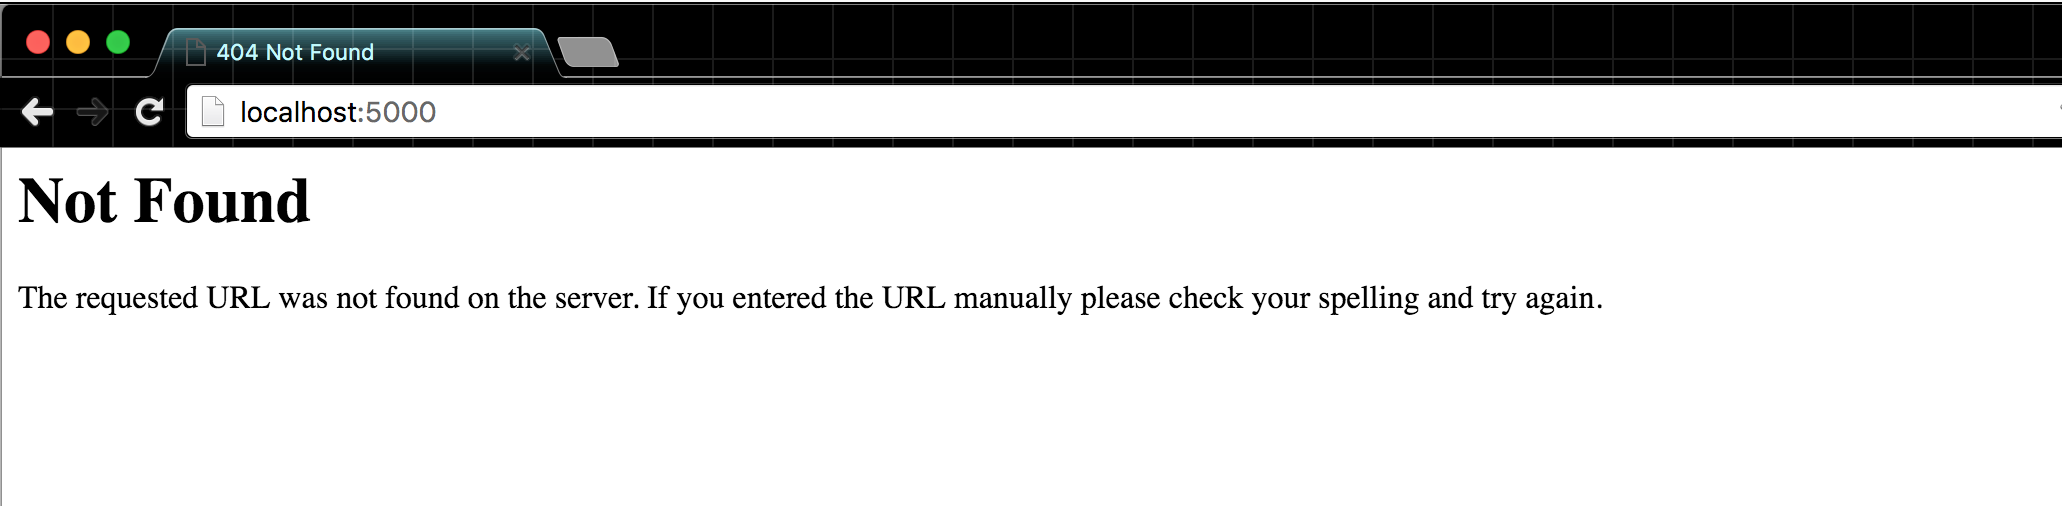 404 Not Found
localhost:5000
Not Found
The requested URL was not found on the server. If you entered the URL manually please check your spelling and try again.